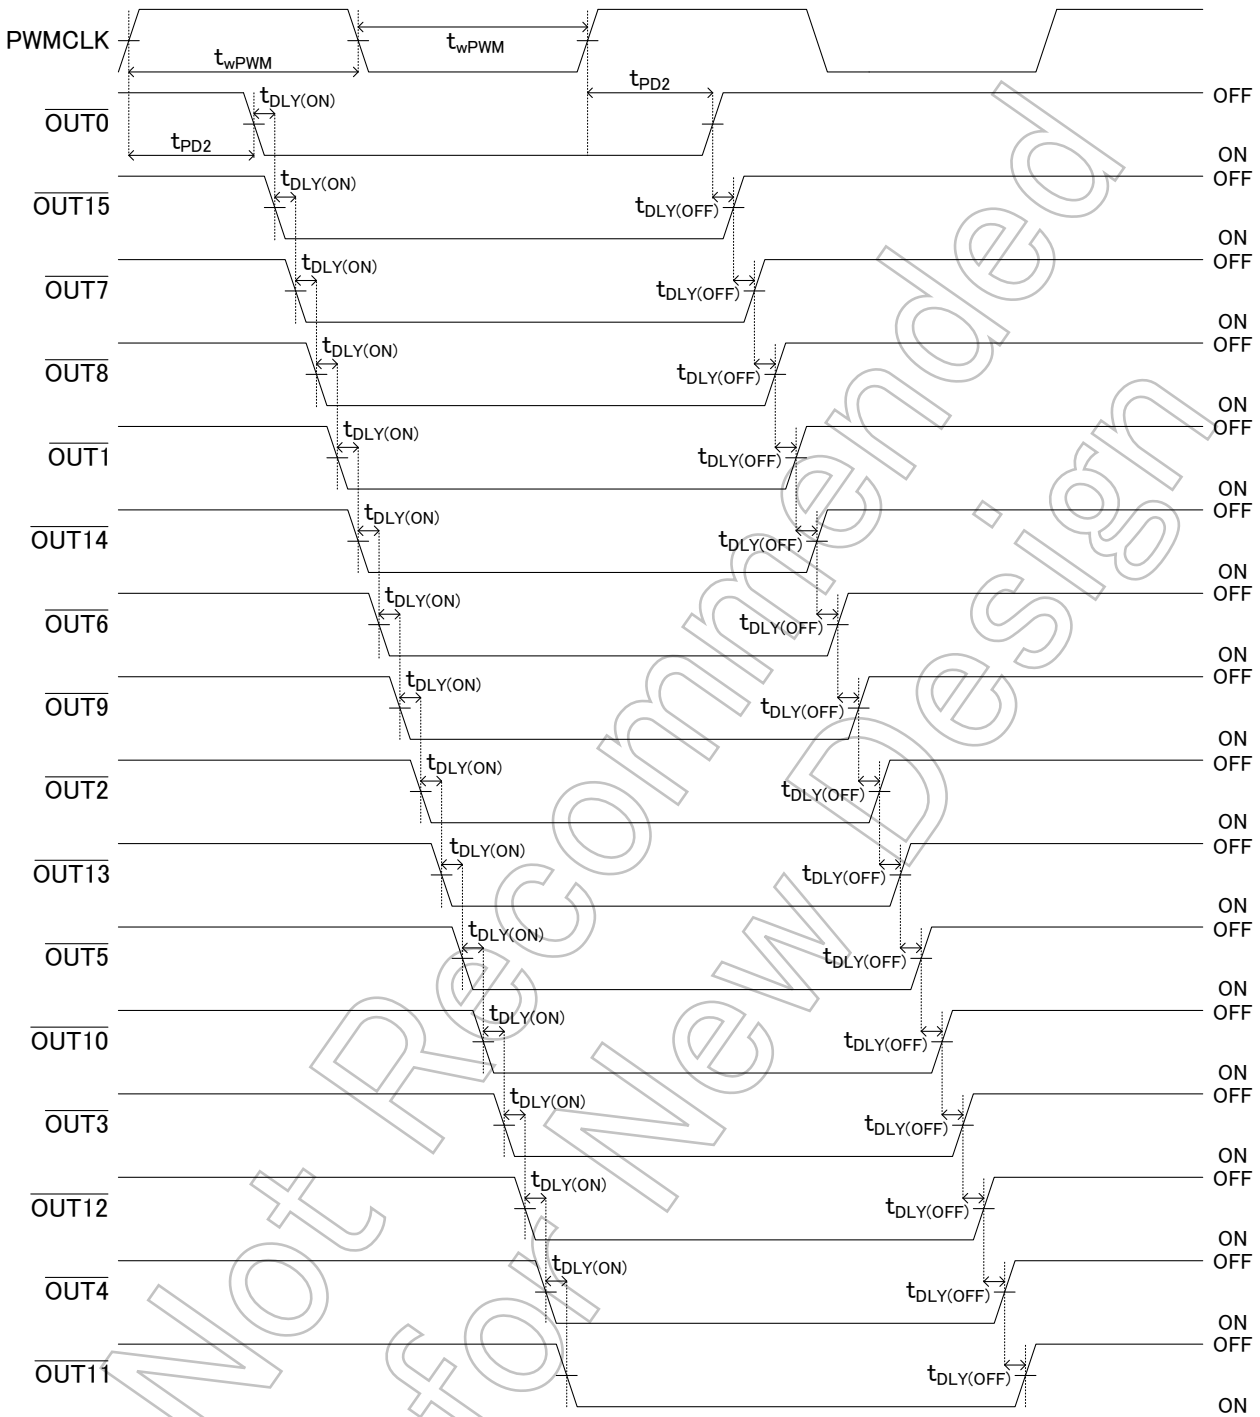 PWMCLK
t_wPWM
t_wPWM
t_PD2
t_DLY(ON)
OFF
OUT0
t_PD2
ON
t_DLY(ON)
OFF
OUT15
t_DLY(OFF)
ON
t_DLY(ON)
OFF
OUT7
t_DLY(OFF)
ON
t_DLY(ON)
OFF
OUT8
t_DLY(OFF)
ON
t_DLY(ON)
OFF
OUT1
t_DLY(OFF)
ON
t_DLY(ON)
OFF
OUT14
t_DLY(OFF)
ON
t_DLY(ON)
OFF
OUT6
t_DLY(OFF)
ON
t_DLY(ON)
OFF
OUT9
t_DLY(OFF)
ON
t_DLY(ON)
OFF
OUT2
t_DLY(OFF)
ON
t_DLY(ON)
OFF
OUT13
t_DLY(OFF)
ON
t_DLY(ON)
OFF
OUT5
t_DLY(OFF)
ON
t_DLY(ON)
OFF
OUT10
t_DLY(OFF)
ON
t_DLY(ON)
OFF
OUT3
t_DLY(OFF)
ON
t_DLY(ON)
OFF
OUT12
t_DLY(OFF)
ON
t_DLY(ON)
OFF
OUT4
t_DLY(OFF)
ON
OFF
OUT11
t_DLY(OFF)
ON
Not Recommended
for New Design